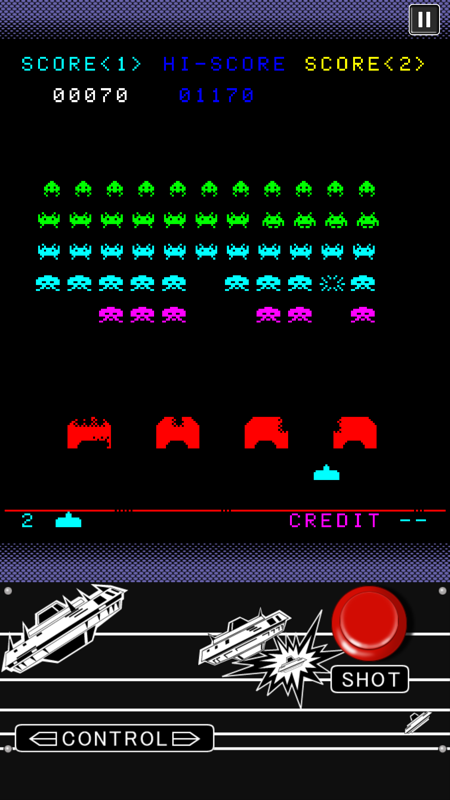 SCORE<1> HI-SCORE SCORE<2>
00070 01170
2 CREDIT --
SHOT
CONTROL